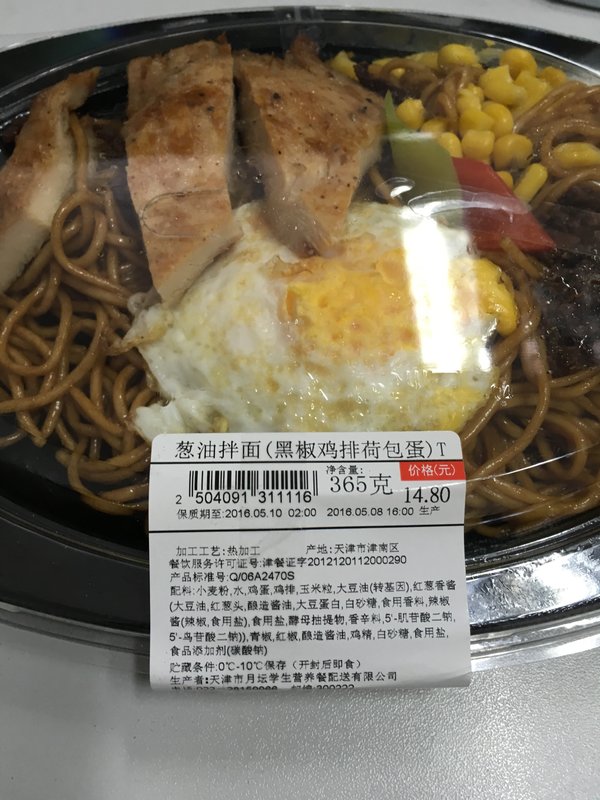 葱油拌面(黑椒鸡排荷包蛋)T
净含量: 价格(元)
365克 14.80
2 504091 311116
保质期至:2016.05.10 02:00 2016.05.08 16:00 生产
加工工艺:热加工 产地:天津市津南区
餐饮服务许可证号:津餐证字2012120112000290
产品标准号:Q/06A2470S
配料:小麦粉,水,鸡蛋,鸡排,玉米粒,大豆油(转基因),红葱香酱
(大豆油,红葱头,酿造酱油,大豆蛋白,白砂糖,食用香料,辣椒
酱(辣椒,食用盐),食用盐,酵母抽提物,香辛料,5'-肌苷酸二钠,
5'-鸟苷酸二钠)),青椒,红椒,酿造酱油,鸡精,白砂糖,食用盐,
食品添加剂(碳酸钠)
贮藏条件:0℃-10℃保存（开封后即食）
生产者:天津市月坛学生营养餐配送有限公司